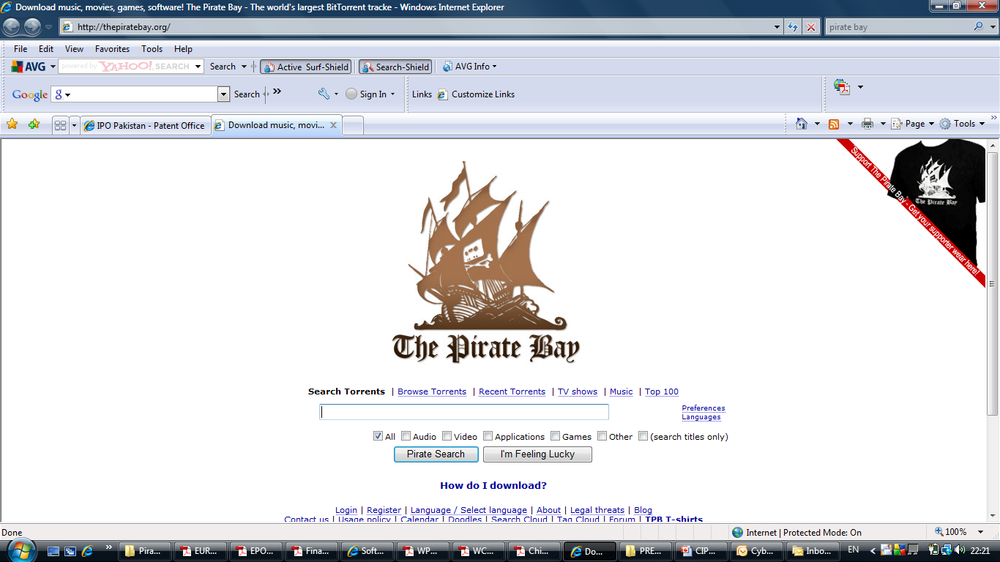 Download music, movies, games, software! The Pirate Bay - The world's largest BitTorrent tracke - Windows Internet Explorer
http://thepiratebay.org/
pirate bay
File Edit View Favorites Tools Help
AVG powered by YAHOO! SEARCH Search Active Surf-Shield Search-Shield AVG Info
Google g Search » Sign In Links Customize Links
IPO Pakistan - Patent Office Download music, movi... Page Tools »
Support The Pirate Bay - Get your supporter wear here!
The Pirate Bay
The Pirate Bay
Search Torrents | Browse Torrents | Recent Torrents | TV shows | Music | Top 100
Preferences
Languages
All Audio Video Applications Games Other (search titles only)
Pirate Search I'm Feeling Lucky
How do I download?
Login | Register | Language / Select language | About | Legal threats | Blog
Contact us | Usage policy | Calendar | Doodles | Search Cloud | Tag Cloud | Forum | TPB T-shirts
Done Internet | Protected Mode: On 100%
» Pira... EUR... EPO... Fina... Soft... WP... WC... Chi... Do... PRE... CIP... Cyb... Inbo... EN 22:21